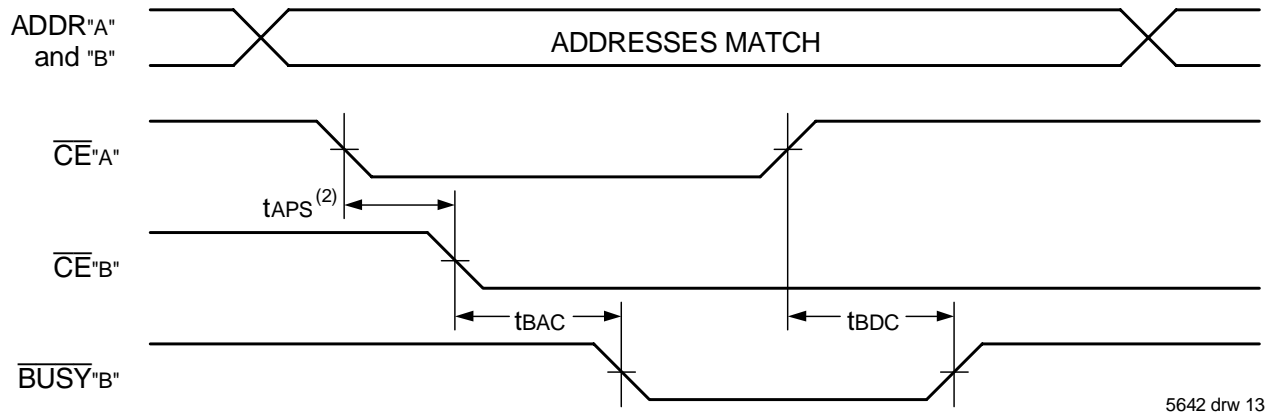 ADDR"A"
and "B"
ADDRESSES MATCH
CE"A"
tAPS(2)
CE"B"
tBAC
tBDC
BUSY"B"
5642 drw 13